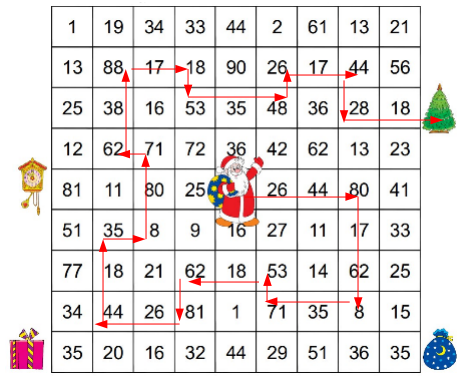 1 19 34 33 44 2 61 13 21
13 88 17 18 90 26 17 44 56
25 38 16 53 35 48 36 28 18
12 62 71 72 36 42 62 13 23
81 11 80 25 26 44 80 41
51 35 8 9 16 27 11 17 33
77 18 21 62 18 53 14 62 25
34 44 26 81 1 71 35 8 15
35 20 16 32 44 29 51 36 35